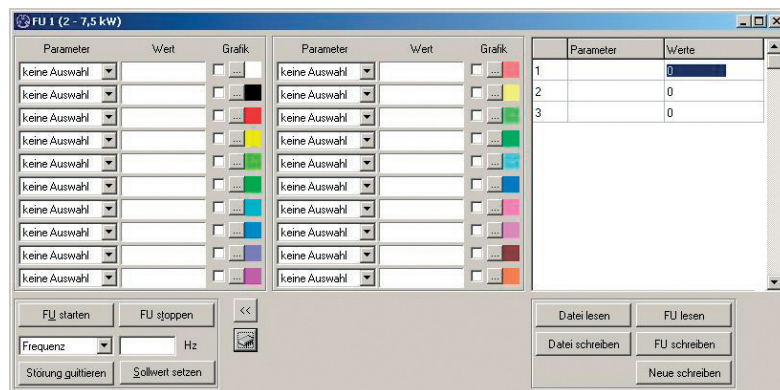 FU 1 (2 - 7,5 kW)
Parameter Wert Grafik Parameter Wert Grafik Parameter Werte
keine Auswahl ... keine Auswahl ... 1 0
keine Auswahl ... keine Auswahl ... 2 0
keine Auswahl ... keine Auswahl ... 3 0
keine Auswahl ... keine Auswahl ...
keine Auswahl ... keine Auswahl ...
keine Auswahl ... keine Auswahl ...
keine Auswahl ... keine Auswahl ...
keine Auswahl ... keine Auswahl ...
keine Auswahl ... keine Auswahl ...
keine Auswahl ... keine Auswahl ...
FU starten FU stoppen << Datei lesen FU lesen
Frequenz Hz Datei schreiben FU schreiben
Störung quittieren Sollwert setzen Neue schreiben